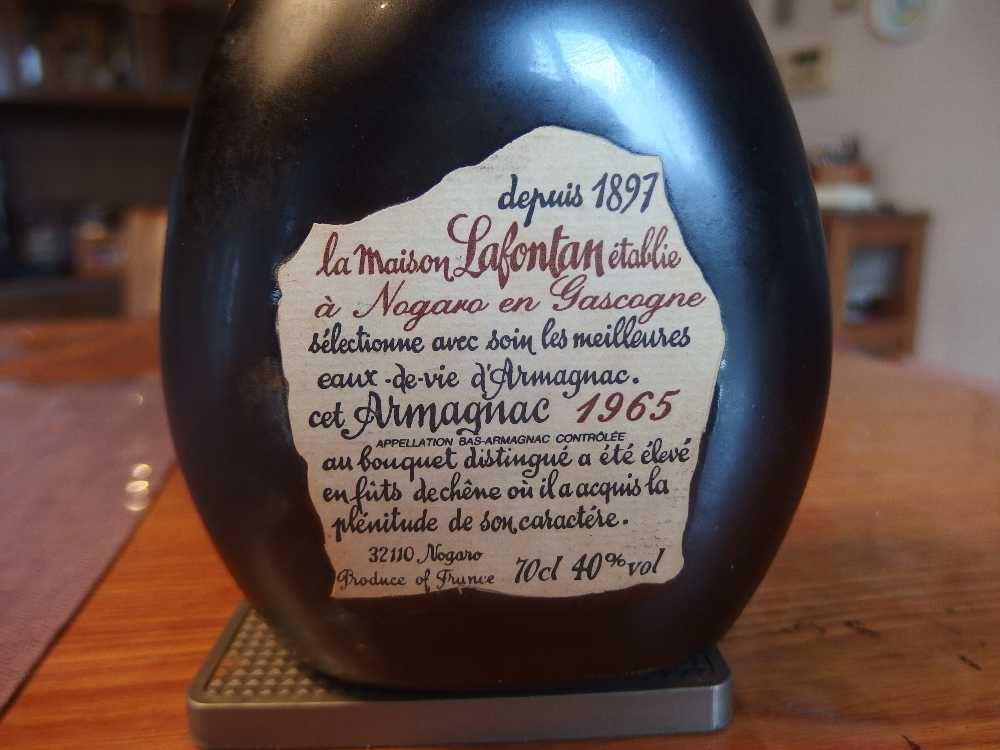 depuis 1897
la Maison Lafontan établie
à Nogaro en Gascogne
sélectionne avec soin les meilleures
eaux-de-vie d'Armagnac.
cet Armagnac 1965
APPELLATION BAS-ARMAGNAC CONTRÔLÉE
au bouquet distingué a été élevé
en fûts de chêne où il a acquis la
plénitude de son caractére.
32110 Nogaro
Produce of France 70cl 40% vol